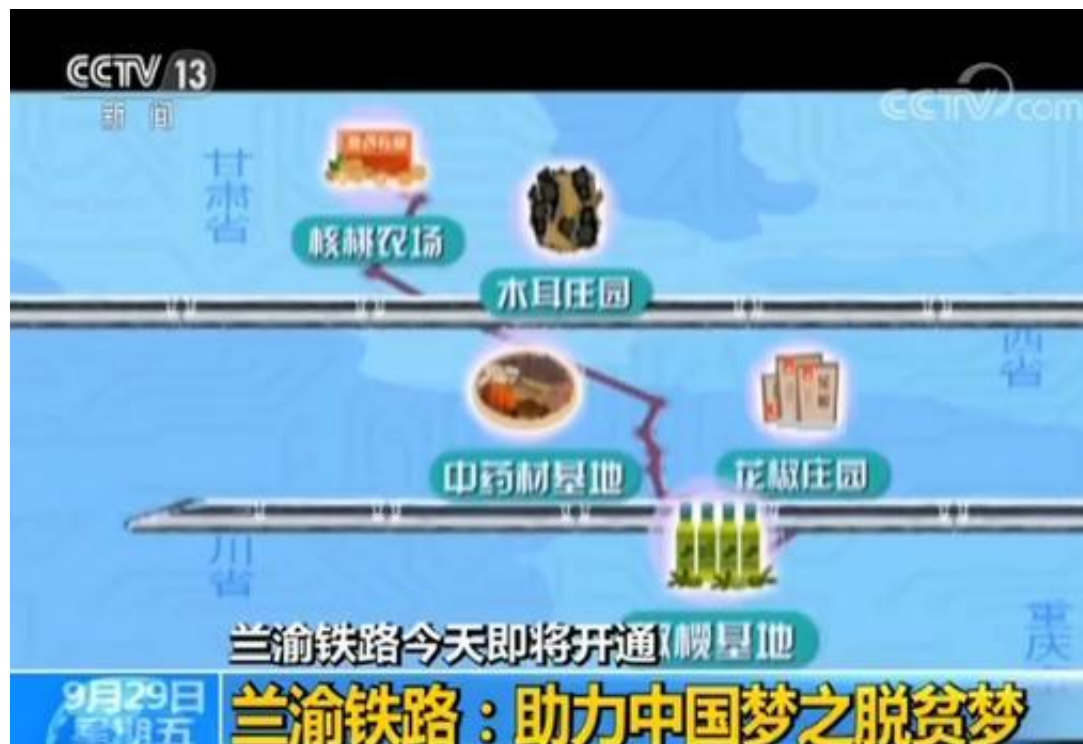 CCTV 13
新闻
CCTV.com
甘肃省
核桃农场
木耳庄园
西省
中药材基地
花椒庄园
川省
重庆
兰渝铁路今天即将开通
榄基地
9月29日
星期五
兰渝铁路：助力中国梦之脱贫梦